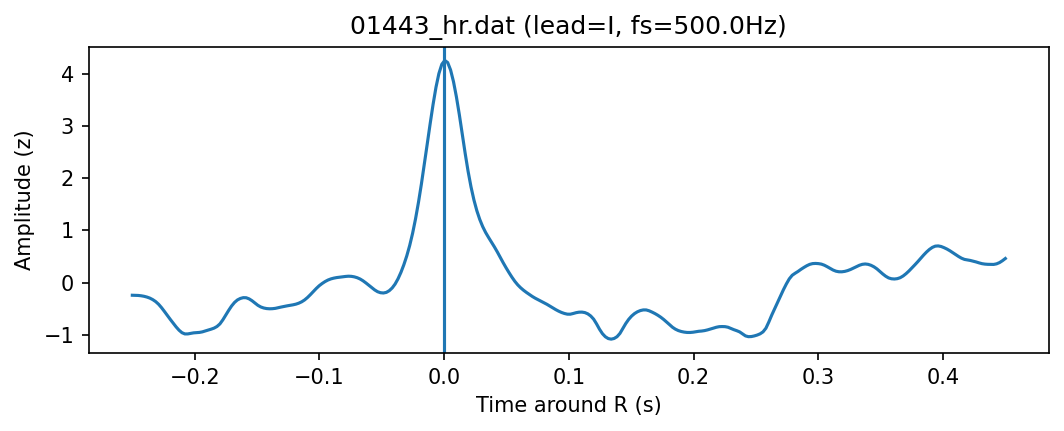 01443_hr.dat (lead=I, fs=500.0Hz)
Amplitude (z)
4
3
2
1
0
−1
−0.2 −0.1 0.0 0.1 0.2 0.3 0.4
Time around R (s)